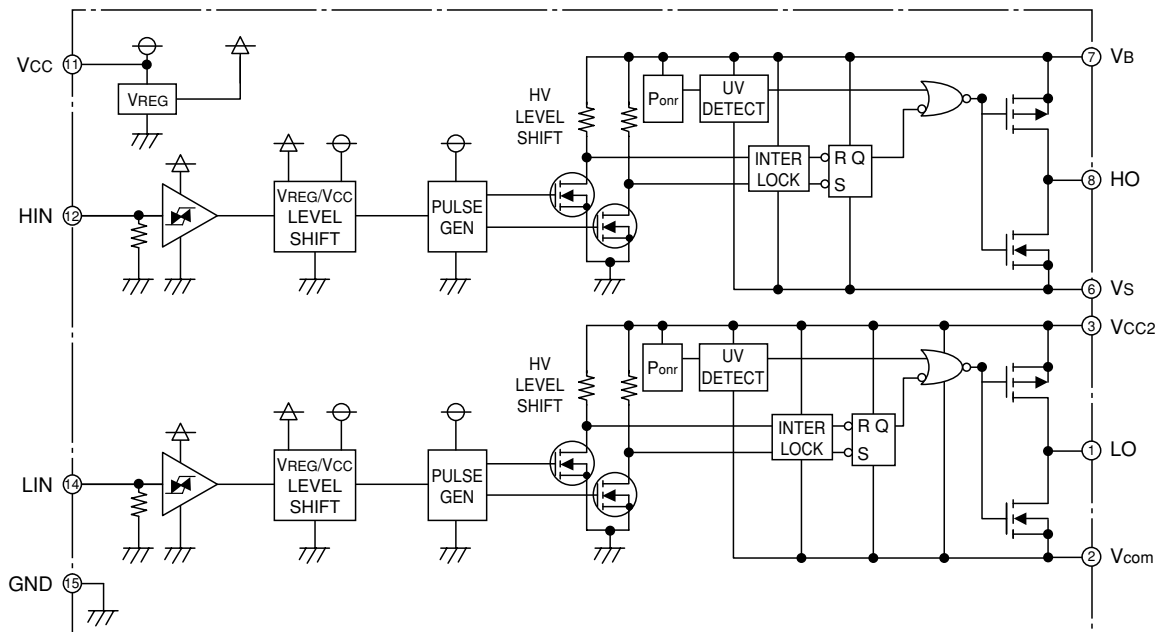 VCC 11
VREG
HV
LEVEL
SHIFT
Ponr
UV
DETECT
7 VB
HIN 12
VREG/VCC
LEVEL
SHIFT
PULSE
GEN
INTER
LOCK
R Q
S
8 HO
6 VS
3 VCC2
HV
LEVEL
SHIFT
Ponr
UV
DETECT
LIN 14
VREG/VCC
LEVEL
SHIFT
PULSE
GEN
INTER
LOCK
R Q
S
1 LO
2 Vcom
GND 15